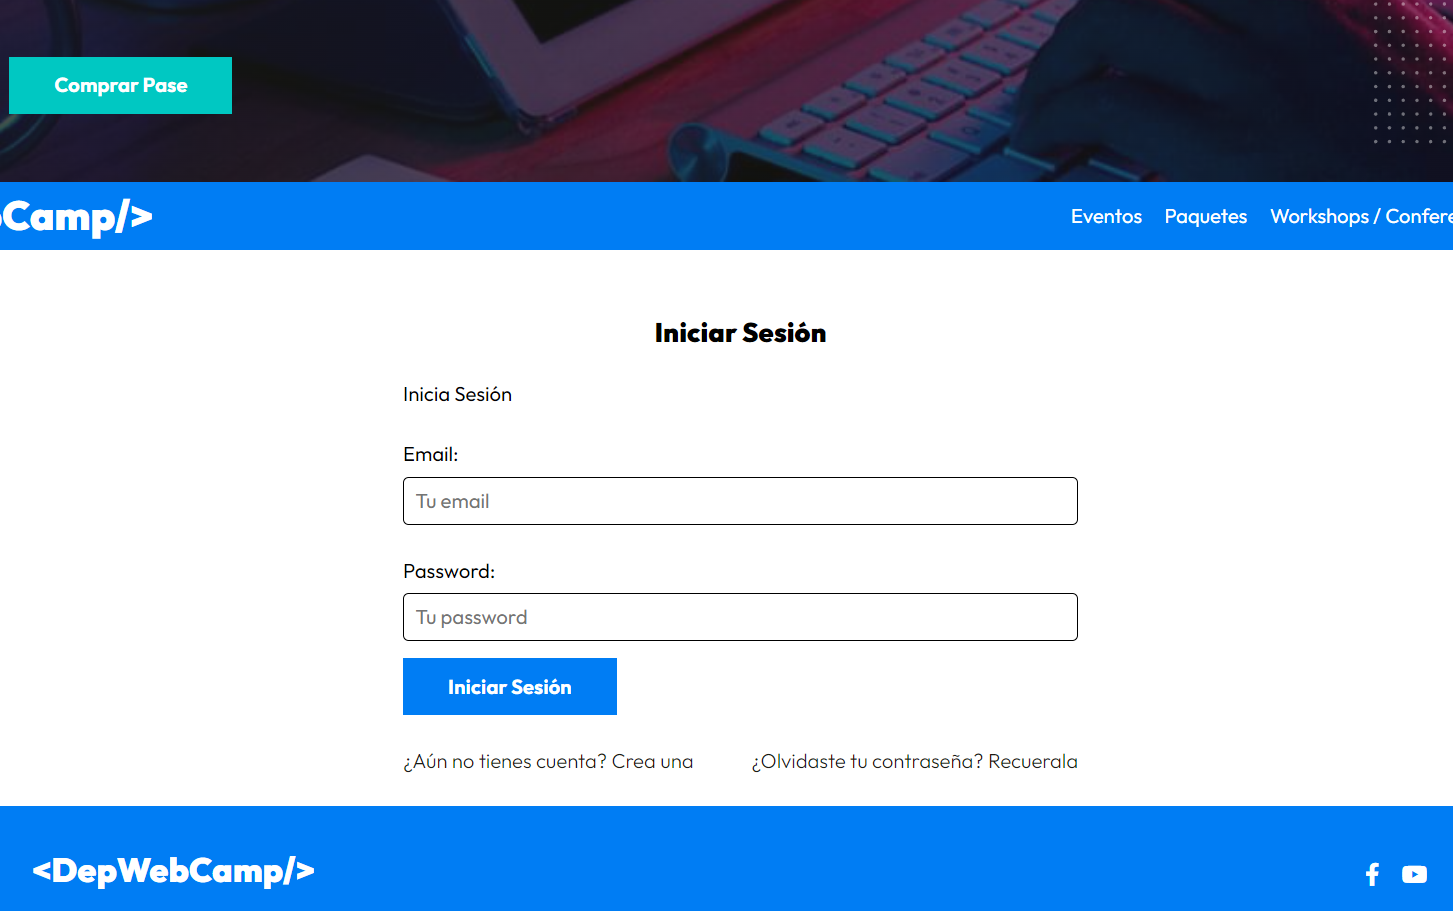 Comprar Pase
Camp/>
Eventos Paquetes Workshops /
Iniciar Sesión
Inicia Sesión
Email:
Tu email
Password:
Tu password
Iniciar Sesión
¿Aún no tienes cuenta? Crea una ¿Olvidaste tu contraseña? Recuerala
<DepWebCamp/>